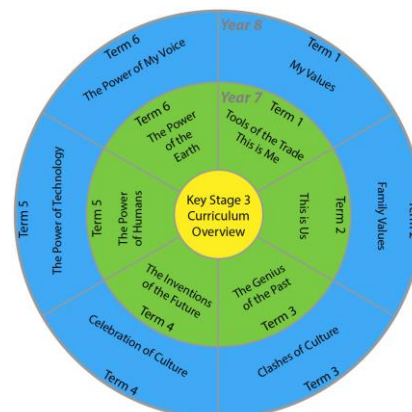 Year 8
Term 1
My Values
Family Values
Term 3
Clashes of Culture
Term 4
Celebration of Culture
Term 5
The Power of Technology
Term 6
The Power of My Voice
Year 7
Term 1
Tools of the Trade
This is Me
Term 2
This is Us
Term 3
The Genius
of the Past
Term 4
The Inventions
of the Future
Term 5
The Power
of Humans
Term 6
The Power
of the
Earth
Key Stage 3
Curriculum
Overview